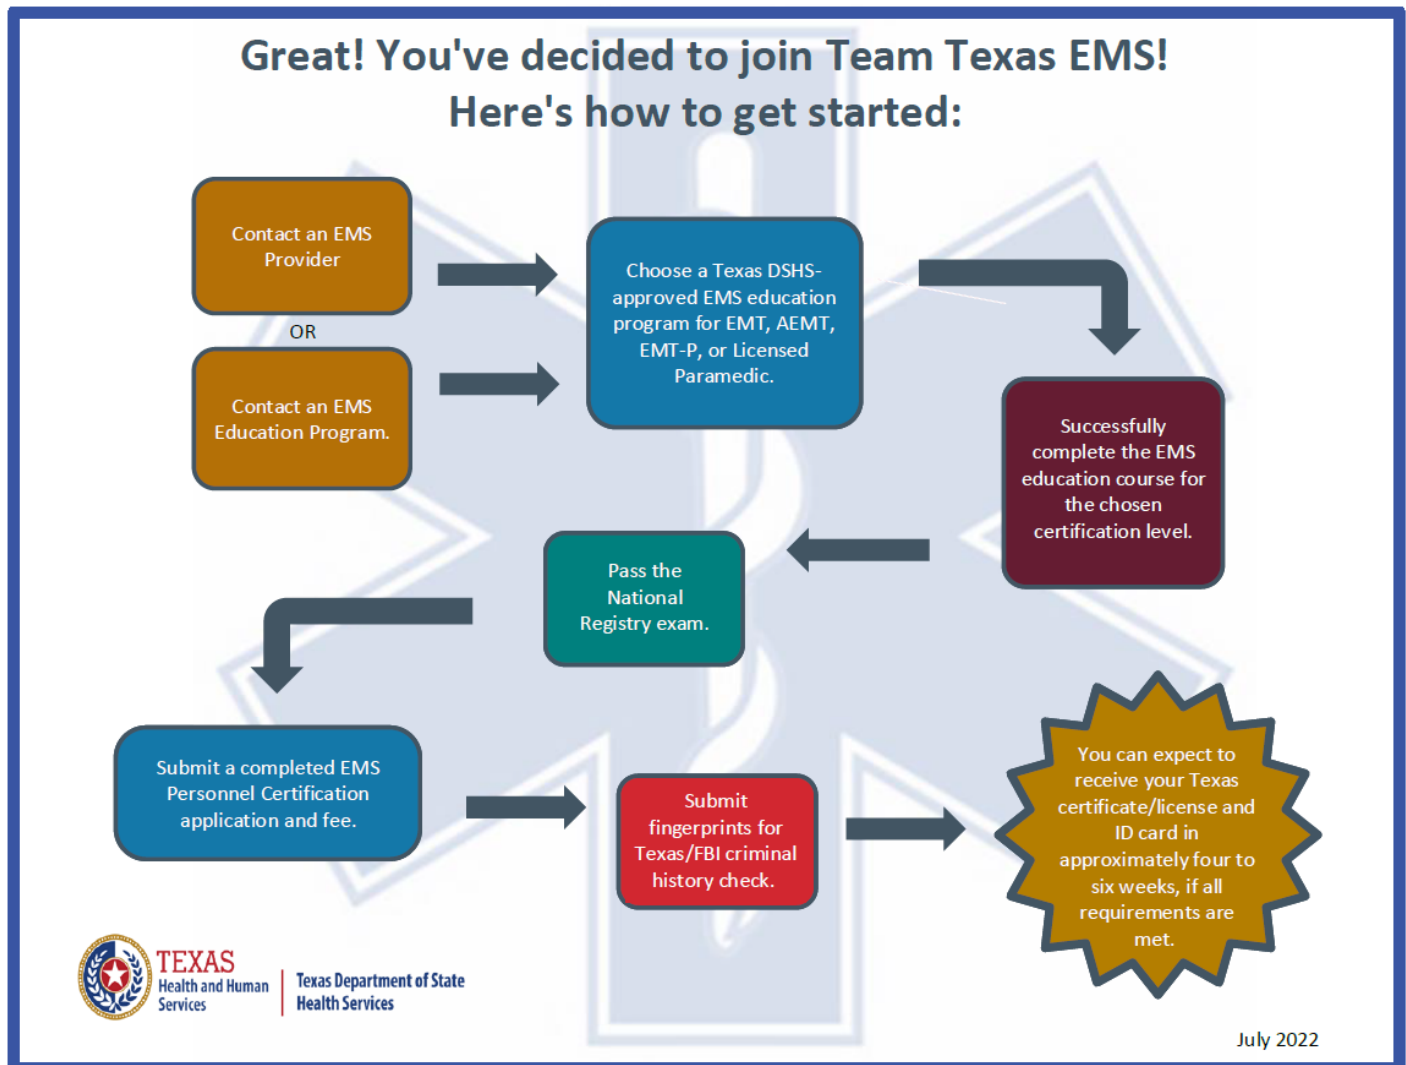 Great! You've decided to join Team Texas EMS!
Here's how to get started:
Contact an EMS
Provider
OR
Contact an EMS
Education Program.
Choose a Texas DSHS-
approved EMS education
program for EMT, AEMT,
EMT-P, or Licensed
Paramedic.
Successfully
complete the EMS
education course for
the chosen
certification level.
Pass the
National
Registry exam.
Submit a completed EMS
Personnel Certification
application and fee.
Submit
fingerprints for
Texas/FBI criminal
history check.
You can expect to
receive your Texas
certificate/license and
ID card in
approximately four to
six weeks, if all
requirements are
met.
TEXAS
Health and Human
Services
Texas Department of State
Health Services
July 2022